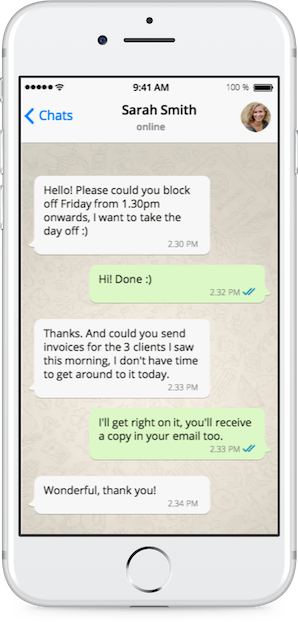 9:41 AM
100 %
Chats
Sarah Smith
online
Hello! Please could you block
off Friday from 1.30pm
onwards, I want to take the
day off :)
2.30 PM
Hi! Done :)
2.32 PM
Thanks. And could you send
invoices for the 3 clients I saw
this morning, I don't have time
to get around to it today.
2.33 PM
I'll get right on it, you'll receive
a copy in your email too.
2.33 PM
Wonderful, thank you!
2.34 PM